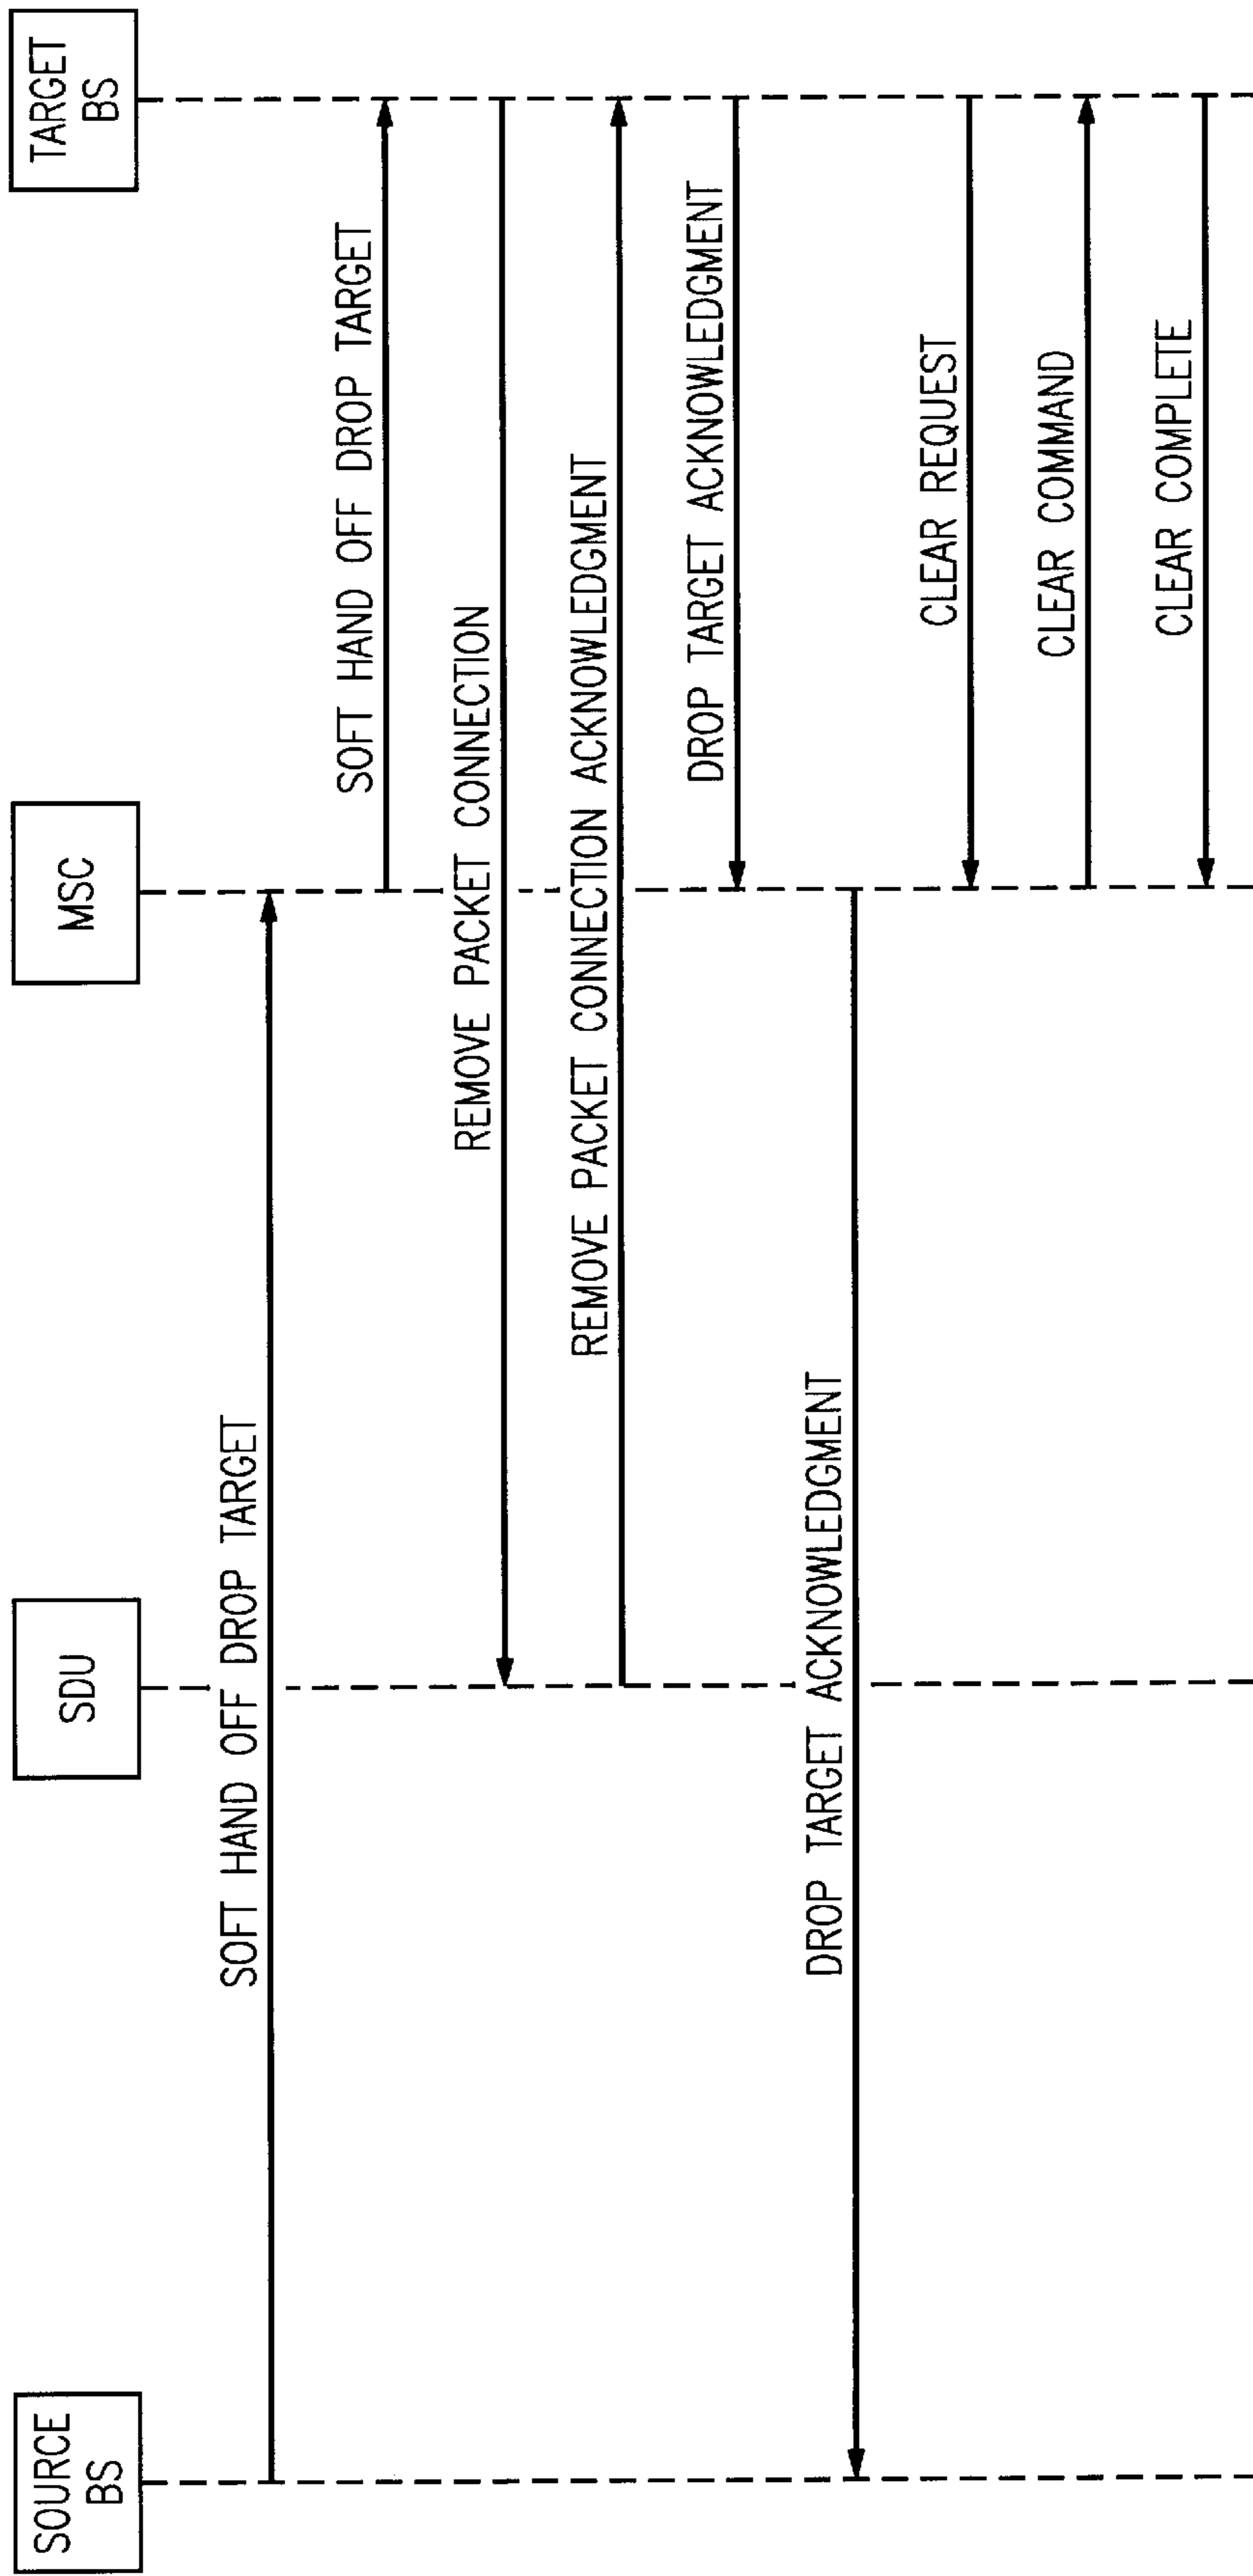 SOURCE
BS
SDU
MSC
TARGET
BS
SOFT HAND OFF DROP TARGET
SOFT HAND OFF DROP TARGET
REMOVE PACKET CONNECTION
REMOVE PACKET CONNECTION ACKNOWLEDGMENT
DROP TARGET ACKNOWLEDGMENT
DROP TARGET ACKNOWLEDGMENT
CLEAR REQUEST
CLEAR COMMAND
CLEAR COMPLETE